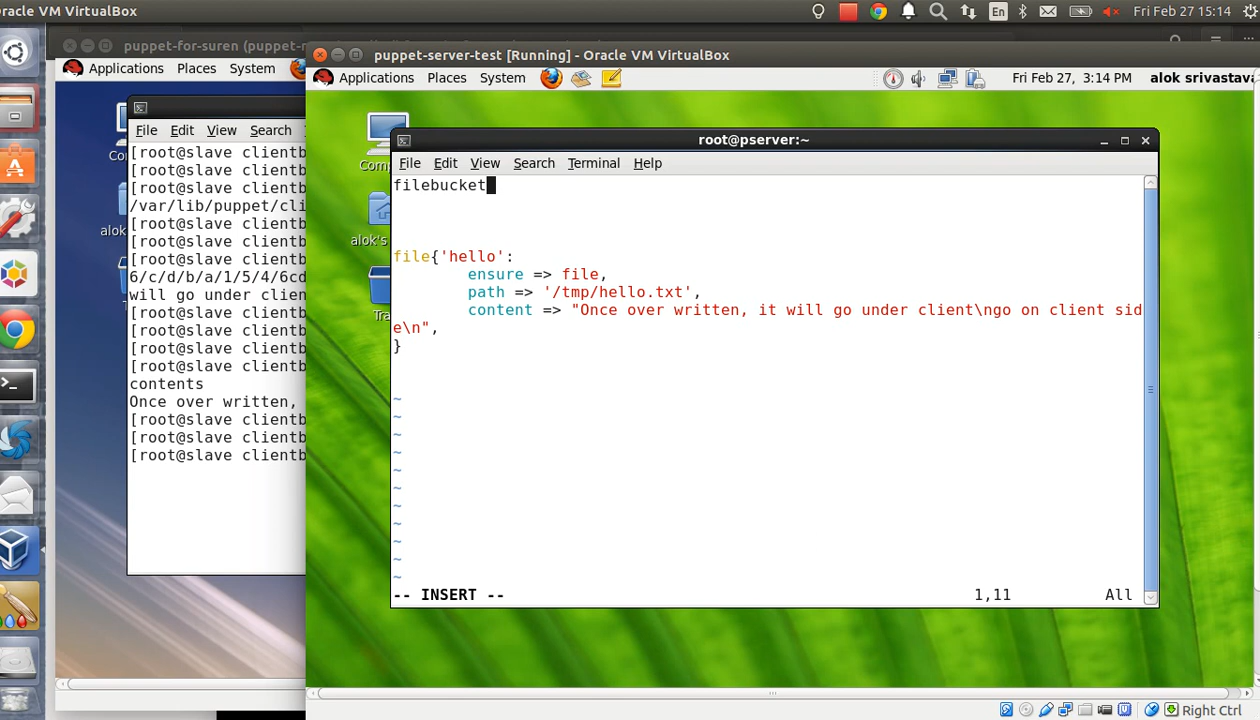 Oracle VM VirtualBox
En
Fri Feb 27 15:14
puppet-for-suren (puppet-
puppet-server-test [Running] - Oracle VM VirtualBox
Applications Places System
Applications Places System
Fri Feb 27, 3:14 PM alok srivastava
root@pserver:~
File Edit View Search
File Edit View Search Terminal Help
[root@slave clientb
[root@slave clientb
[root@slave clientb
/var/lib/puppet/cli
[root@slave clientb
[root@slave clientb
[root@slave clientb
6/c/d/b/a/1/5/4/6cd
will go under clien
[root@slave clientb
[root@slave clientb
[root@slave clientb
[root@slave clientb
contents
Once over written,
[root@slave clientb
[root@slave clientb
[root@slave clientb
Com
alok's
Tra
filebucket
file{'hello':
ensure => file,
path => '/tmp/hello.txt',
content => "Once over written, it will go under client\ngo on client sid
e\n",
}
~
~
~
~
~
~
~
~
~
~
~
-- INSERT -- 1,11 All
Right Ctrl